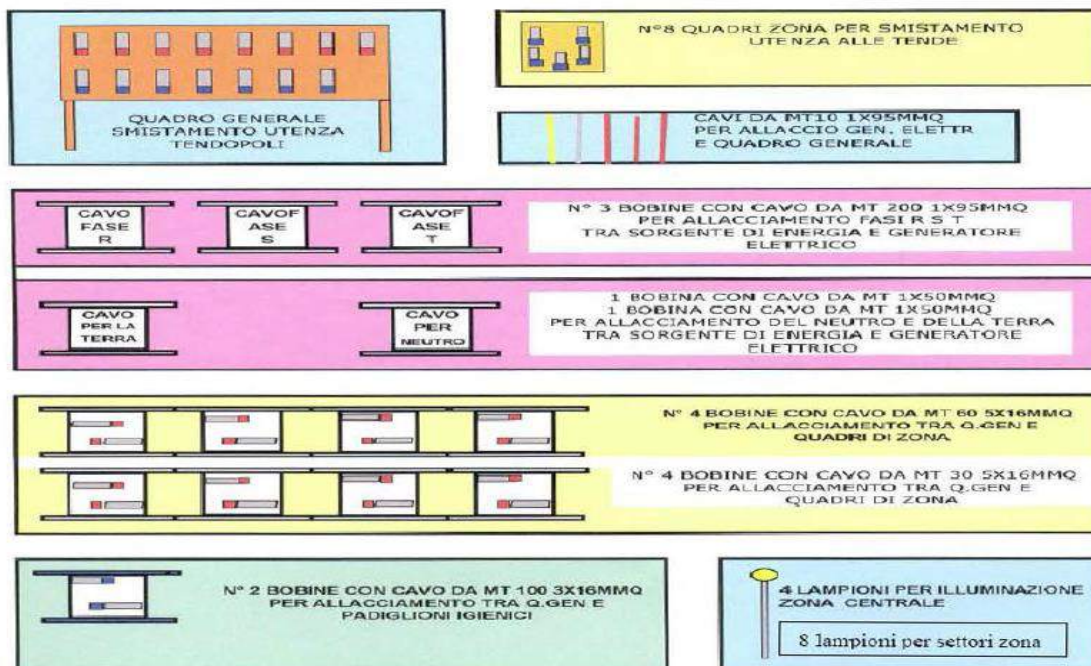 QUADRO GENERALE
SMISTAMENTO UTENZA
TENDOPOLI
N°8 QUADRI ZONA PER SMISTAMENTO
UTENZA ALLE TENDE
CAVI DA MT10 1X95MMQ
PER ALLACCIO GEN. ELETTR
E QUADRO GENERALE
CAVO
FASE
R
CAVOF
ASE
S
CAVOF
ASE
T
N° 3 BOBINE CON CAVO DA MT 200 1X95MMQ
PER ALLACCIAMENTO FASI R S T
TRA SORGENTE DI ENERGIA E GENERATORE
ELETTRICO
CAVO
PER LA
TERRA
CAVO
PIER
NEUTRO
1 BOBINA CON CAVO DA MT 1X50MMQ
1 BOBINA CON CAVO DA MT 1X50MMQ
PER ALLACCIAMENTO DEL NEUTRO E DELLA TERRA
TRA SORGENTE DI ENERGIA E GENERATORE
ELETTRICO
N° 4 BOBINE CON CAVO DA MT 60 5X16MMQ
PER ALLACCIAMENTO TRA Q.GEN E
QUADRI DI ZONA
N° 4 BOBINE CON CAVO DA MT 30 5X16MMQ
PER ALLACCIAMENTO TRA Q.GEN E
QUADRI DI ZONA
N° 2 BOBINE CON CAVO DA MT 100 3X16MMQ
PER ALLACCIAMENTO TRA Q.GEN E
PADIGLIONI IGIENICI
4 LAMPIONI PER ILLUMINAZIONE
ZONA CENTRALE
8 lampioni per settori zona